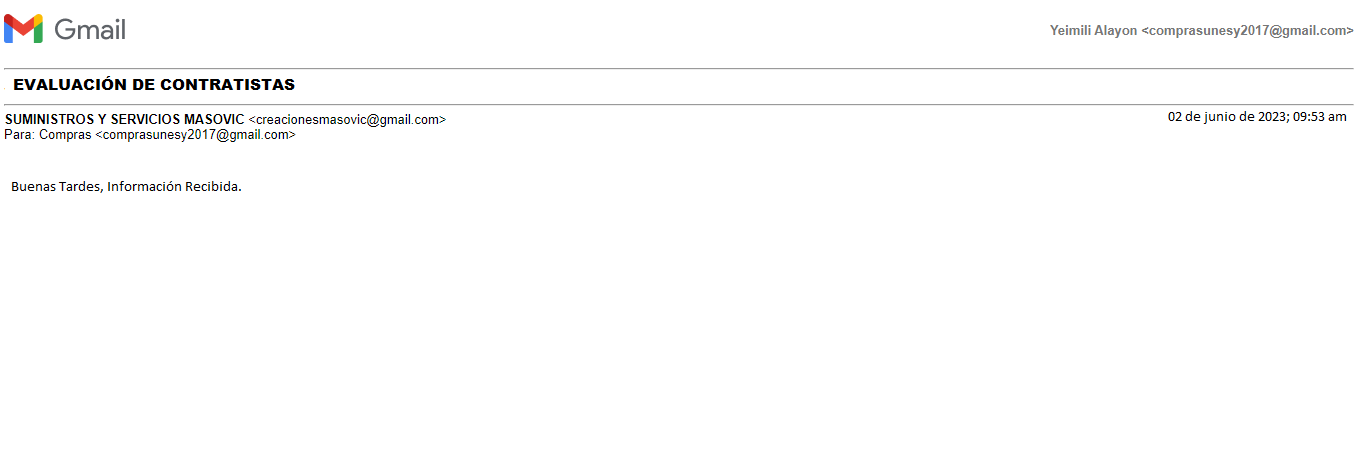 Gmail
Yeimili Alayon <comprasunesy2017@gmail.com>
EVALUACIÓN DE CONTRATISTAS
SUMINISTROS Y SERVICIOS MASOVIC <creacionesmasovic@gmail.com>
02 de junio de 2023; 09:53 am
Para: Compras <comprasunesy2017@gmail.com>
Buenas Tardes, Información Recibida.